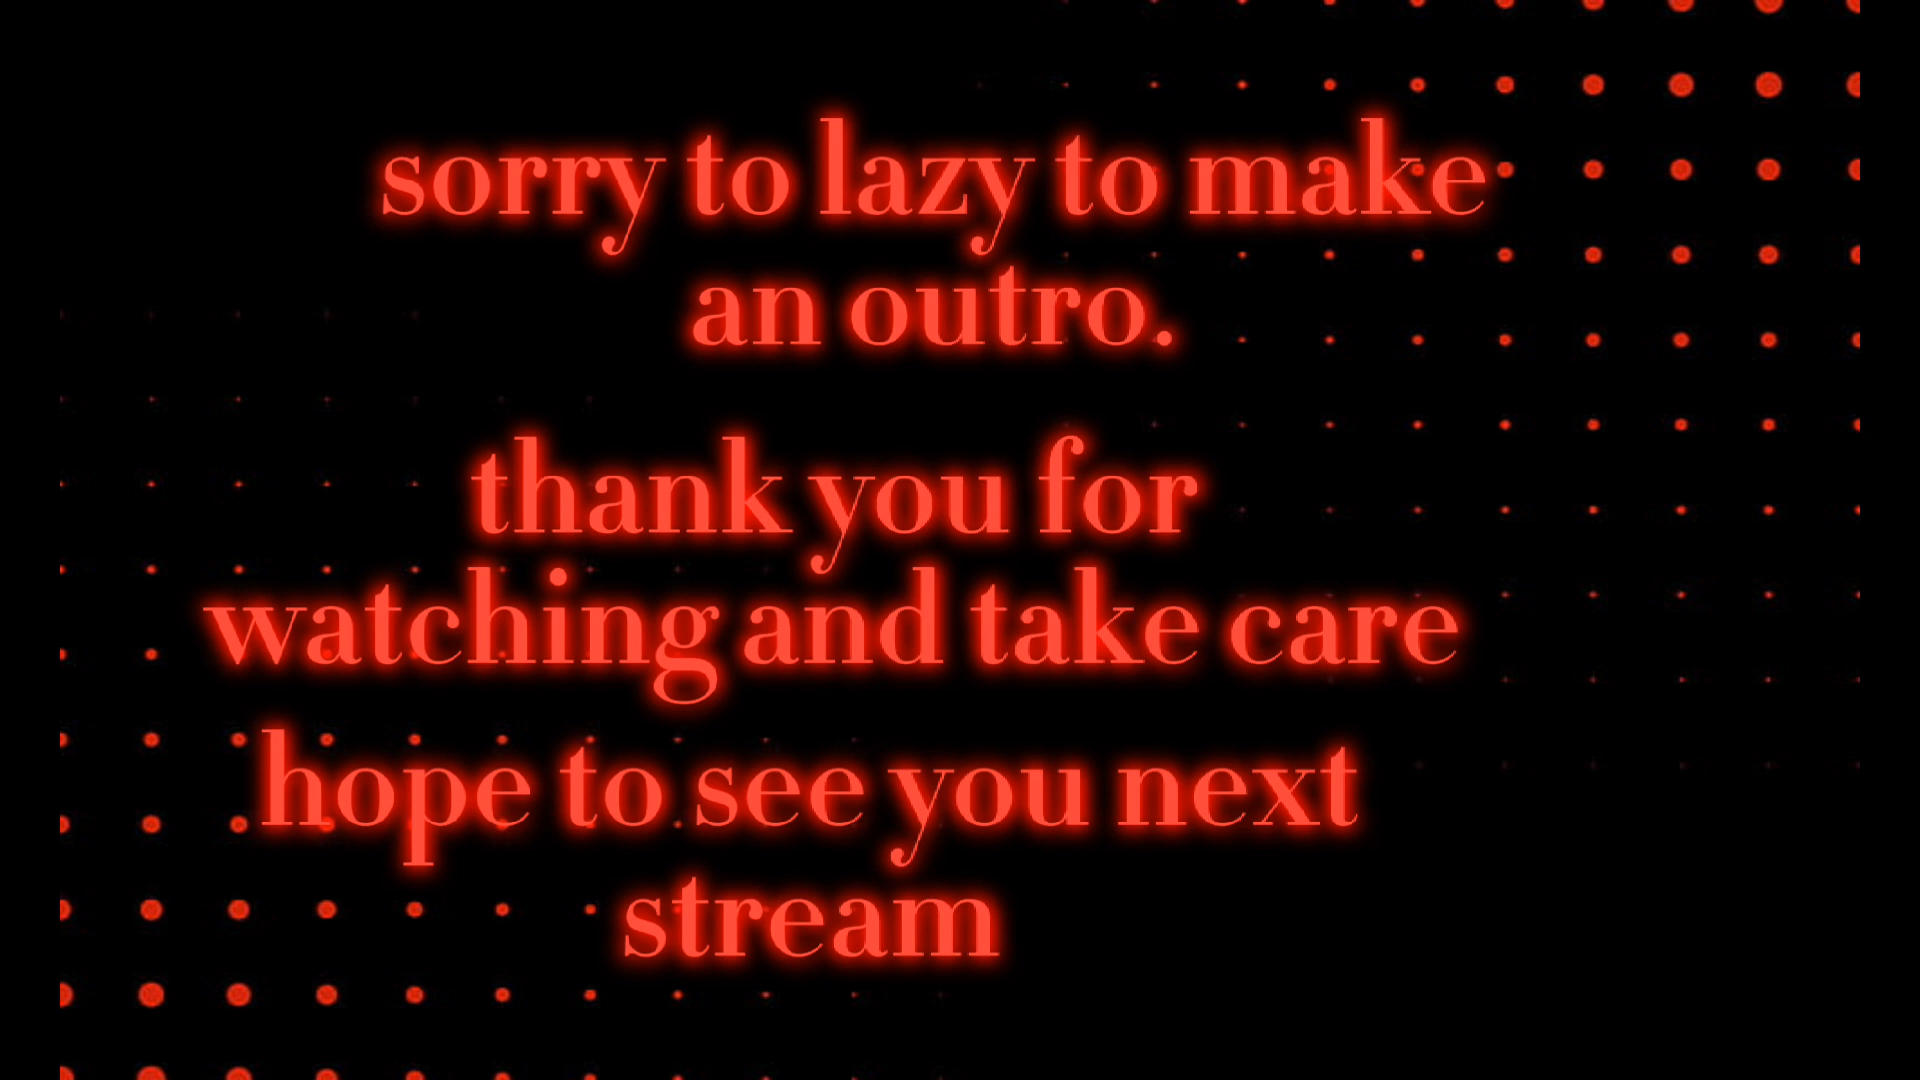 sorry to lazy to make
an outro.
thank you for
watching and take care
hope to see you next
stream